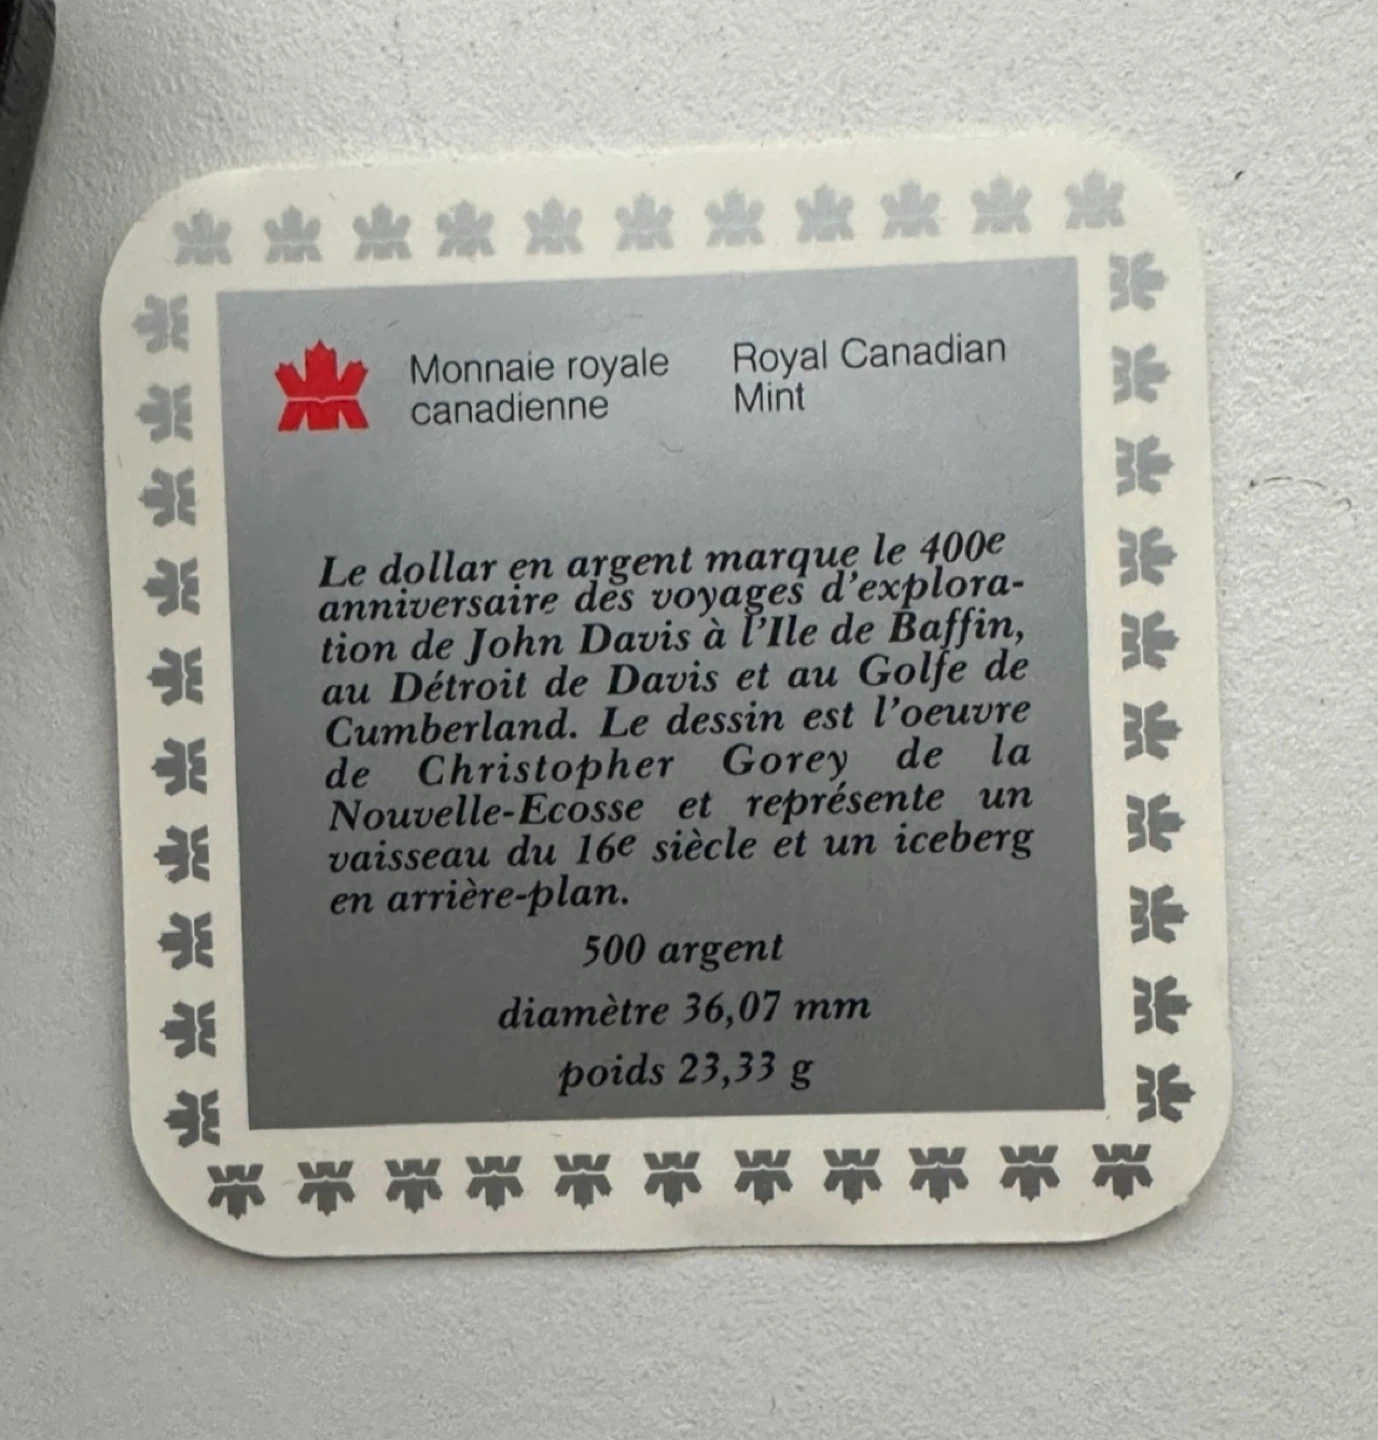 Monnaie royale
canadienne
Royal Canadian
Mint
Le dollar en argent marque le 400e
anniversaire des voyages d'explora-
tion de John Davis à l'Ile de Baffin,
au Détroit de Davis et au Golfe de
Cumberland. Le dessin est l'oeuvre
de Christopher Gorey de la
Nouvelle-Ecosse et représente un
vaisseau du 16e siècle et un iceberg
en arrière-plan.
500 argent
diamètre 36,07 mm
poids 23,33 g